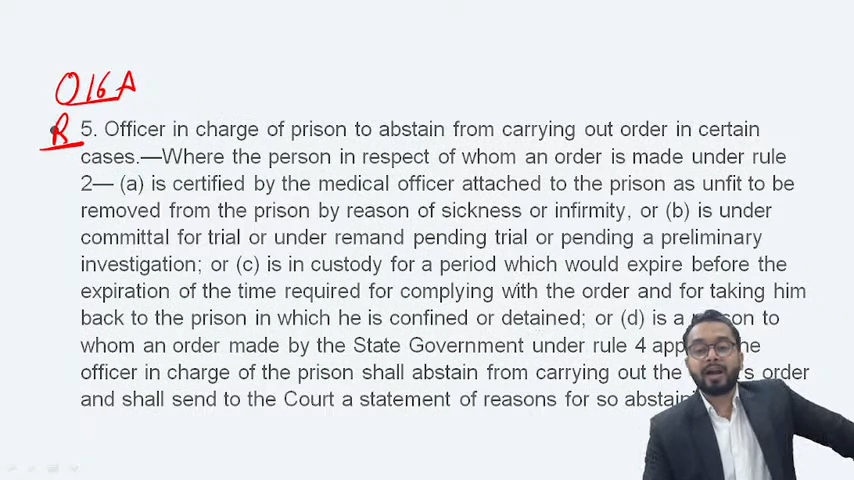 O16A
R 5. Officer in charge of prison to abstain from carrying out order in certain
cases.—Where the person in respect of whom an order is made under rule
2— (a) is certified by the medical officer attached to the prison as unfit to be
removed from the prison by reason of sickness or infirmity, or (b) is under
committal for trial or under remand pending trial or pending a preliminary
investigation; or (c) is in custody for a period which would expire before the
expiration of the time required for complying with the order and for taking him
back to the prison in which he is confined or detained; or (d) is a to
whom an order made by the State Government under rule 4
officer in charge of the prison shall abstain from carrying out the order
and shall send to the Court a statement of reasons for so